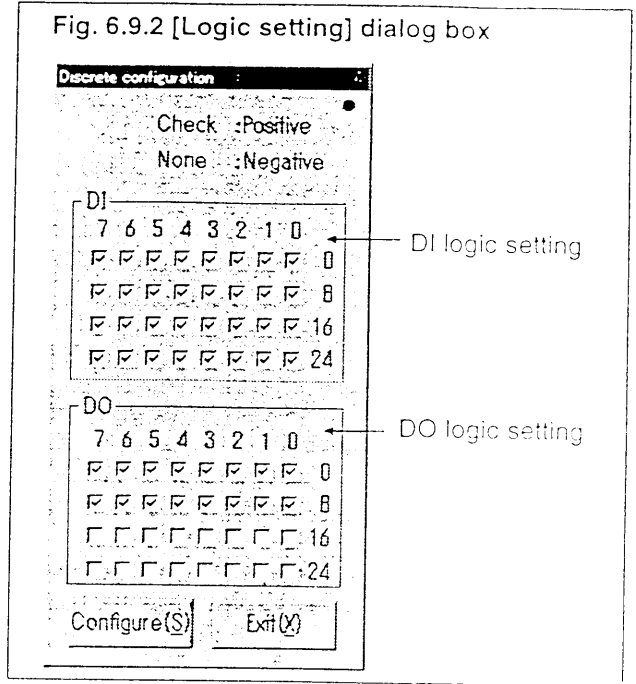 Fig. 6.9.2 [Logic setting] dialog box
Discrete configuration
Check :Positive
None :Negative
DI
7 6 5 4 3 2 1 0
DI logic setting
0
8
16
24
DO
7 6 5 4 3 2 1 0
DO logic setting
0
8
16
24
Configure(S) Exit(X)